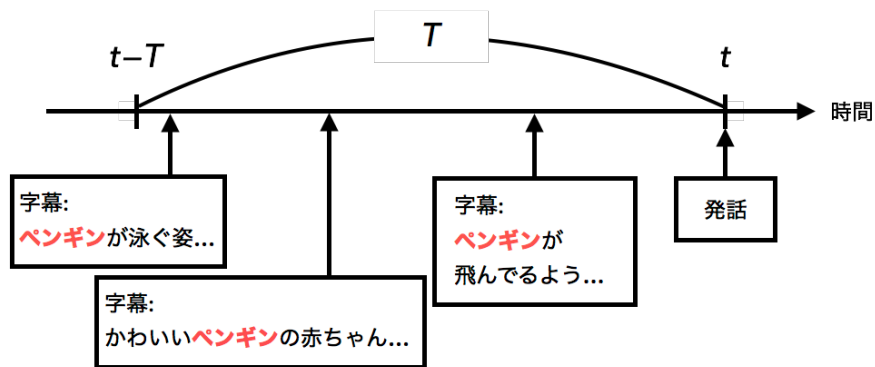 T
t−T
t
時間
字幕:
ペンギンが泳ぐ姿...
字幕:
かわいいペンギンの赤ちゃん...
字幕:
ペンギンが
飛んでるよう...
発話